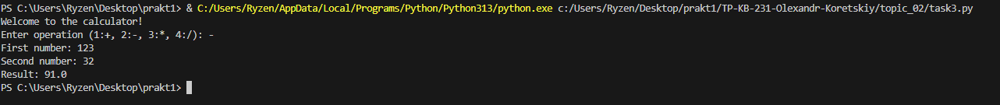 PS C:\Users\Ryzen\Desktop\prakt1> & C:/Users/Ryzen/AppData/Local/Programs/Python/Python313/python.exe c:/Users/Ryzen/Desktop/prakt1/TP-KB-231-Olexandr-Koretskiy/topic_02/task3.py
Welcome to the calculator!
Enter operation (1:+, 2:-, 3:*, 4:/): -
First number: 123
Second number: 32
Result: 91.0
PS C:\Users\Ryzen\Desktop\prakt1>